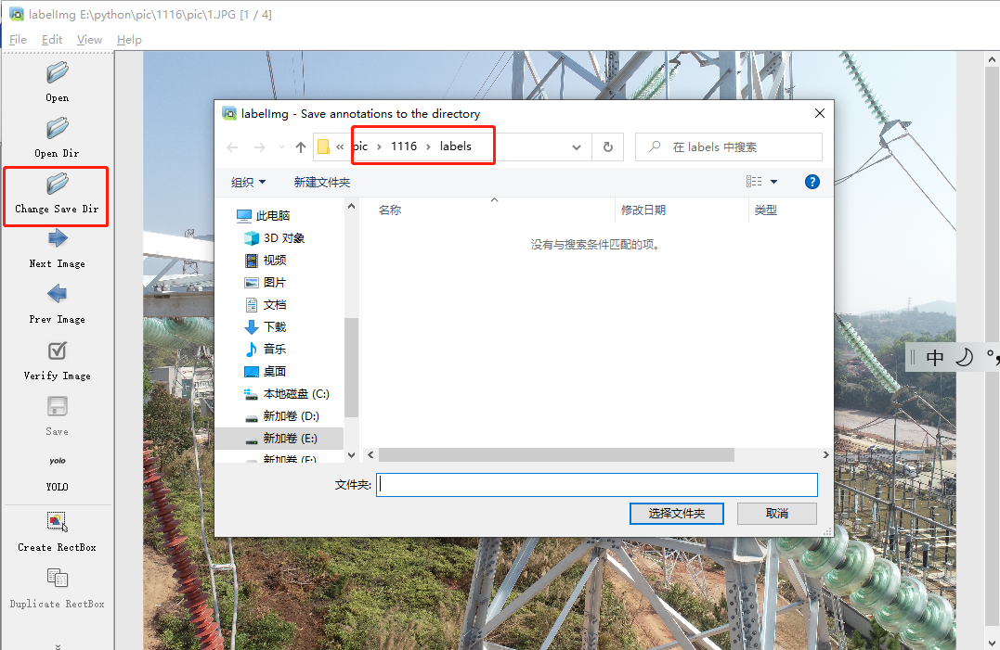 labelImg E:\python\pic\1116\pic\1.JPG [1 / 4]
File Edit View Help
Open
Open Dir
Change Save Dir
Next Image
Prev Image
Verify Image
Save
yolo
YOLO
Create RectBox
Duplicate RectBox
labelImg - Save annotations to the directory
« pic › 1116 › labels
在 labels 中搜索
组织 新建文件夹
?
名称 修改日期 类型
没有与搜索条件匹配的项。
此电脑
3D 对象
视频
图片
文档
下载
音乐
桌面
本地磁盘 (C:)
新加卷 (D:)
新加卷 (E:)
新加卷 (F:)
文件夹:
选择文件夹 取消
中